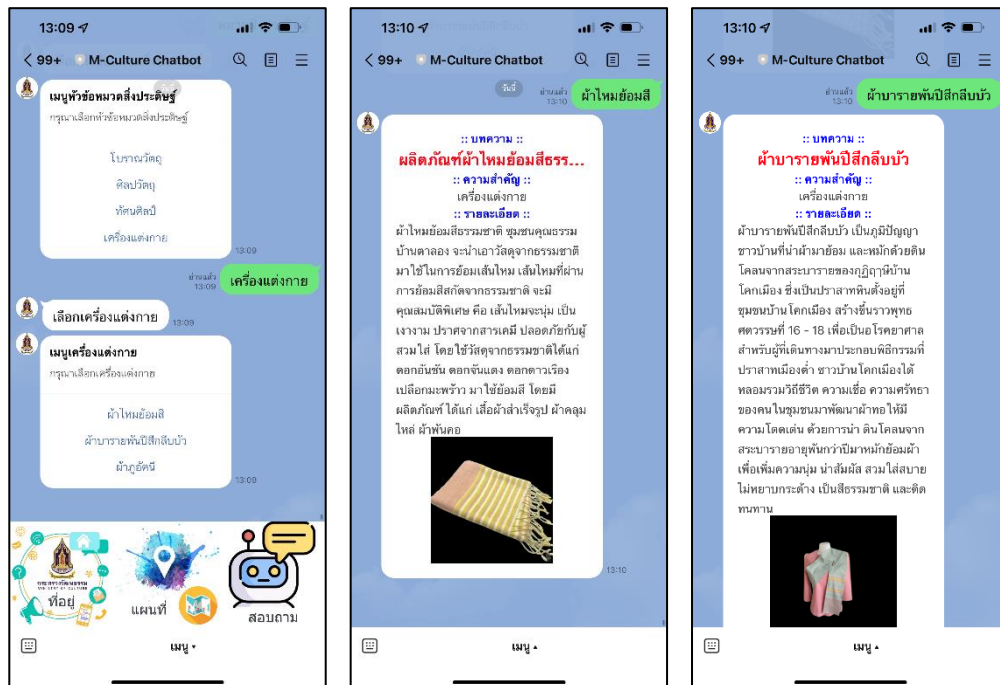 13:09
< 99+ M-Culture Chatbot
เมนูหัวข้อหมวดสิ่งประดิษฐ์
กรุณาเลือกหัวข้อหมวดสิ่งประดิษฐ์
โบราณวัตถุ
ศิลปวัตถุ
ทัศนศิลป์
เครื่องแต่งกาย
13:09
อ่านแล้ว
13:09
เครื่องแต่งกาย
เลือกเครื่องแต่งกาย
13:09
เมนูเครื่องแต่งกาย
กรุณาเลือกเครื่องแต่งกาย
ผ้าไหมย้อมสี
ผ้าบารายพันปีสีกลีบบัว
ผ้าภูอัคนี
13:09
กระทรวงวัฒนธรรม
ที่อยู่
แผนที่
สอบถาม
เมนู
13:10
< 99+ M-Culture Chatbot
วันนี้
อ่านแล้ว
13:10
ผ้าไหมย้อมสี
:: บทความ ::
ผลิตภัณฑ์ผ้าไหมย้อมสีธรร...
:: ความสำคัญ ::
เครื่องแต่งกาย
:: รายละเอียด ::
ผ้าไหมย้อมสีธรรมชาติ ชุมชนคุณธรรม
บ้านตาลอง จะนำเอาวัสดุจากธรรมชาติ
มาใช้ในการย้อมเส้นไหม เส้นไหมที่ผ่าน
การย้อมสีสกัดจากธรรมชาติ จะมี
คุณสมบัติพิเศษ คือ เส้นไหมจะนุ่ม เป็น
เงางาม ปราศจากสารเคมี ปลอดภัยกับผู้
สวมใส่ โดยใช้วัสดุจากธรรมชาติได้แก่
ดอกอันชัน ดอกจันแดง ดอกดาวเรือง
เปลือกมะพร้าว มาใช้ย้อมสี โดยมี
ผลิตภัณฑ์ ได้แก่ เสื้อผ้าสำเร็จรูป ผ้าคลุม
ไหล่ ผ้าพันคอ
13:10
เมนู
13:10
< 99+ M-Culture Chatbot
อ่านแล้ว
13:10
ผ้าบารายพันปีสีกลีบบัว
:: บทความ ::
ผ้าบารายพันปีสีกลีบบัว
:: ความสำคัญ ::
เครื่องแต่งกาย
:: รายละเอียด ::
ผ้าบารายพันปีสีกลีบบัว เป็นภูมิปัญญา
ชาวบ้านที่นำผ้ามาย้อม และหมักด้วยดิน
โคลนจากสระบารายของกุฏิฤาษีบ้าน
โคกเมือง ซึ่งเป็นปราสาทหินตั้งอยู่ที่
ชุมชนบ้านโคกเมือง สร้างขึ้นราวพุทธ
ศตวรรษที่ 16 - 18 เพื่อเป็นอโรคยาศาล
สำหรับผู้ที่เดินทางมาประกอบพิธีกรรมที่
ปราสาทเมืองต่ำ ชาวบ้านโคกเมืองได้
หลอมรวมวิถีชีวิต ความเชื่อ ความศรัทธา
ของคนในชุมชนมาพัฒนาผ้าทอให้มี
ความโดดเด่น ด้วยการนำ ดินโคลนจาก
สระบารายอายุพันกว่าปีมาหมักย้อมผ้า
เพื่อเพิ่มความนุ่ม น่าสัมผัส สวมใส่สบาย
ไม่หยาบกระด้าง เป็นสีธรรมชาติ และติด
ทนทาน
เมนู